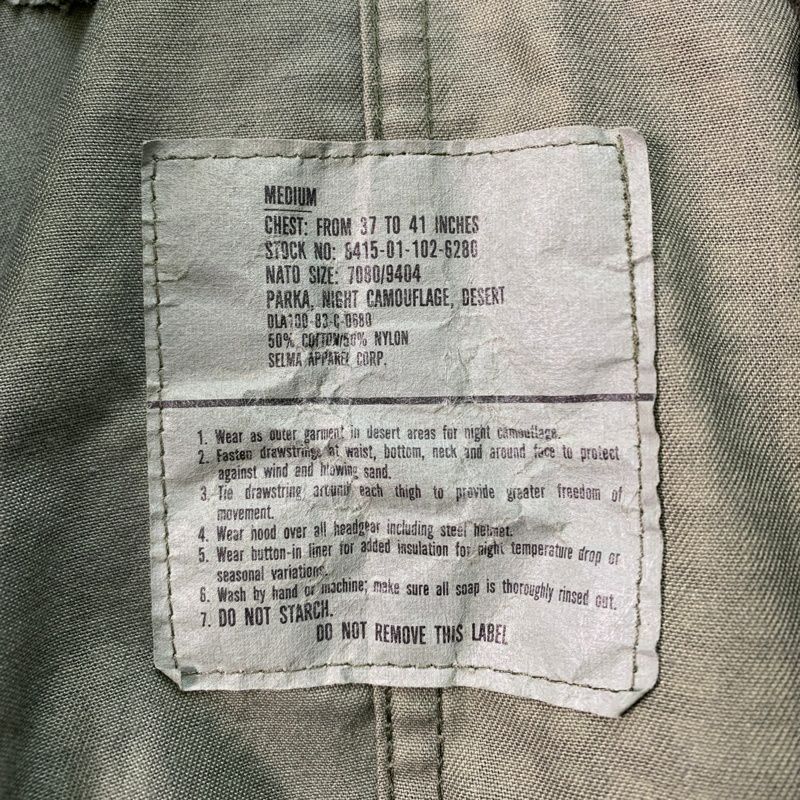 MEDIUM
CHEST: FROM 37 TO 41 INCHES
STOCK NO: 8415-01-102-6280
NATO SIZE: 7080/9404
PARKA, NIGHT CAMOUFLAGE, DESERT
DLA100-83-C-0680
50% COTTON/50% NYLON
SELMA APPAREL CORP.
1. Wear as outer garment in desert areas for night camouflage.
2. Fasten drawstrings at waist, bottom, neck and around face to protect
against wind and blowing sand.
3. Tie drawstring around each thigh to provide greater freedom of
movement.
4. Wear hood over all headgear including steel helmet.
5. Wear button-in liner for added insulation for night temperature drop or
seasonal variations.
6. Wash by hand or machine; make sure all soap is thoroughly rinsed out.
7. DO NOT STARCH.
DO NOT REMOVE THIS LABEL